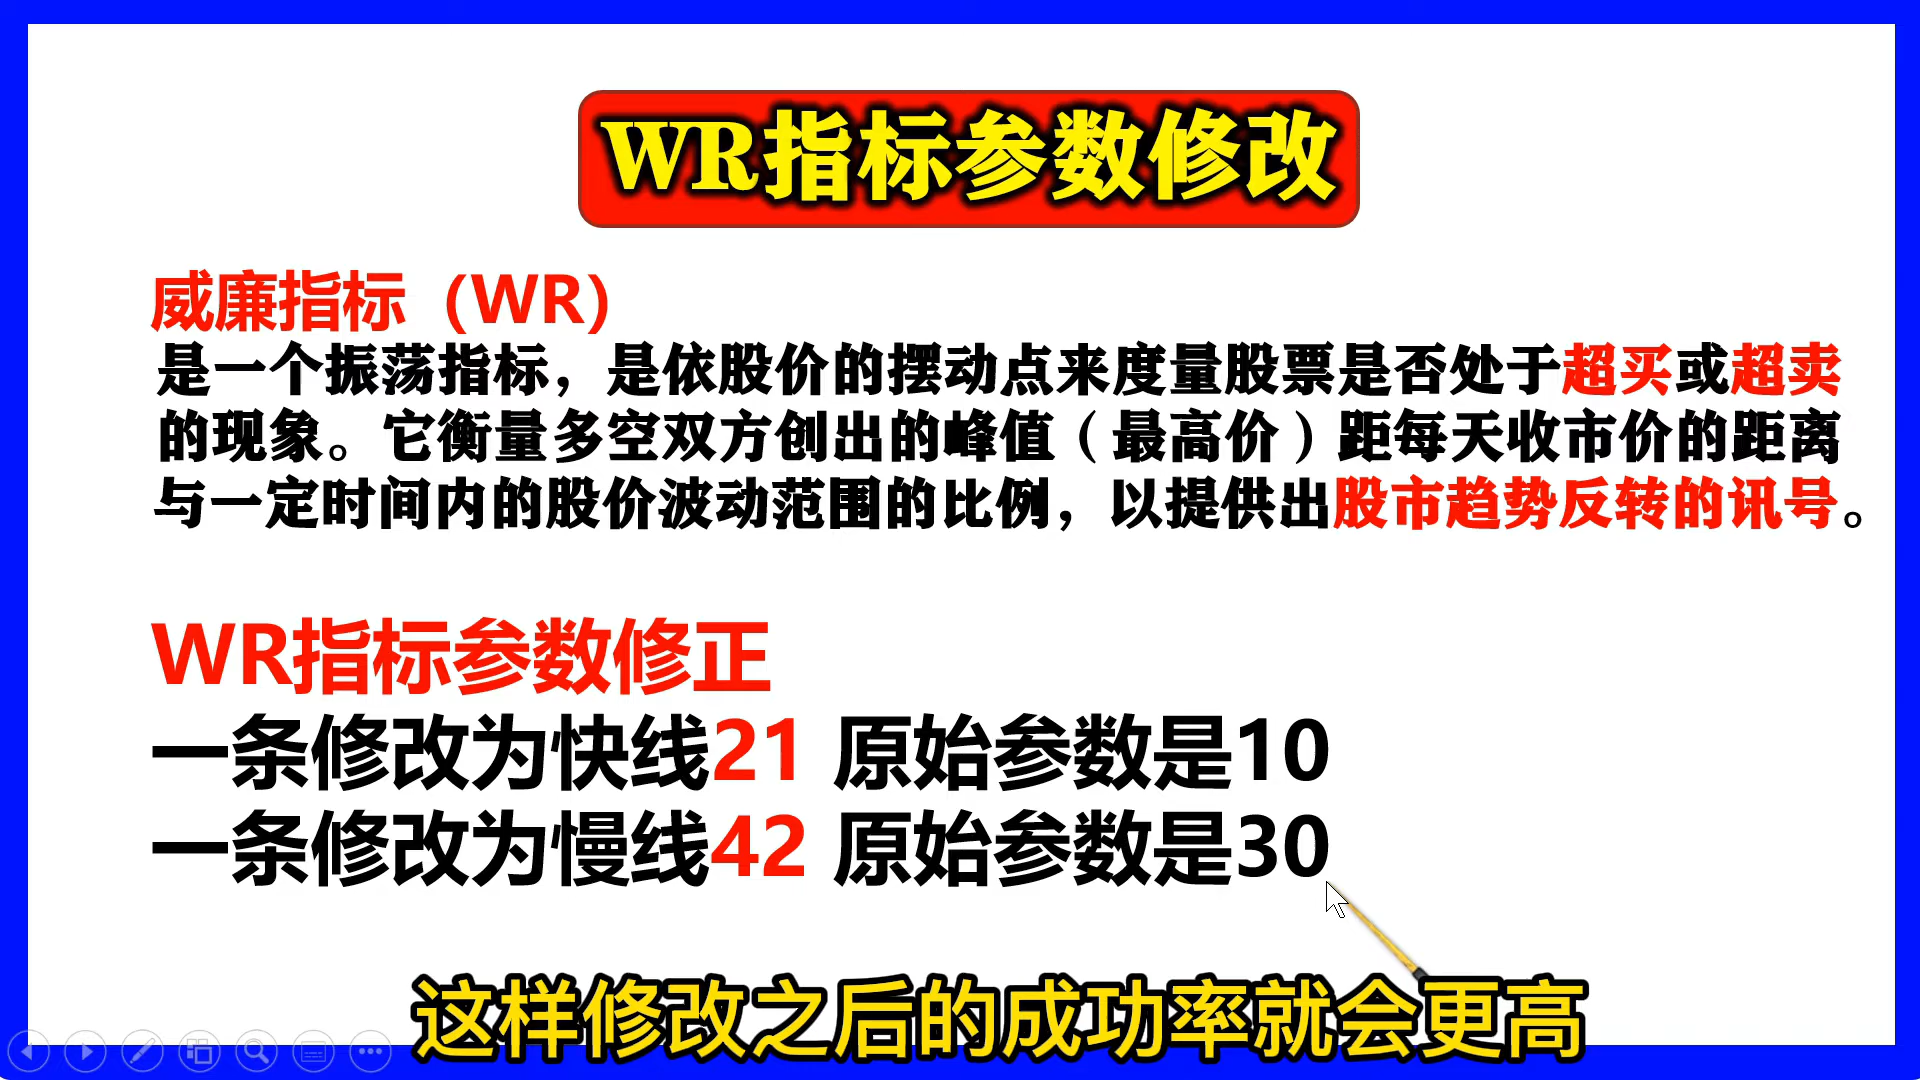 WR指标参数修改
威廉指标（WR）
是一个振荡指标，是依股价的摆动点来度量股票是否处于超买或超卖
的现象。它衡量多空双方创出的峰值（最高价）距每天收市价的距离
与一定时间内的股价波动范围的比例，以提供出股市趋势反转的讯号。
WR指标参数修正
一条修改为快线21 原始参数是10
一条修改为慢线42 原始参数是30
这样修改之后的成功率就会更高